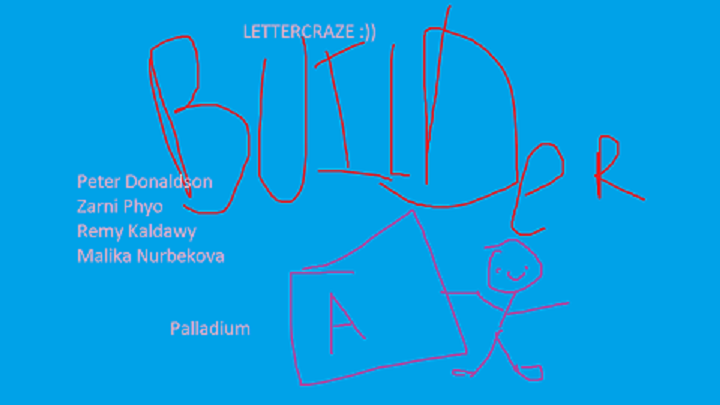 LETTERCRAZE :))
BUILDeR
Peter Donaldson
Zarni Phyo
Remy Kaldawy
Malika Nurbekova
Palladium
A